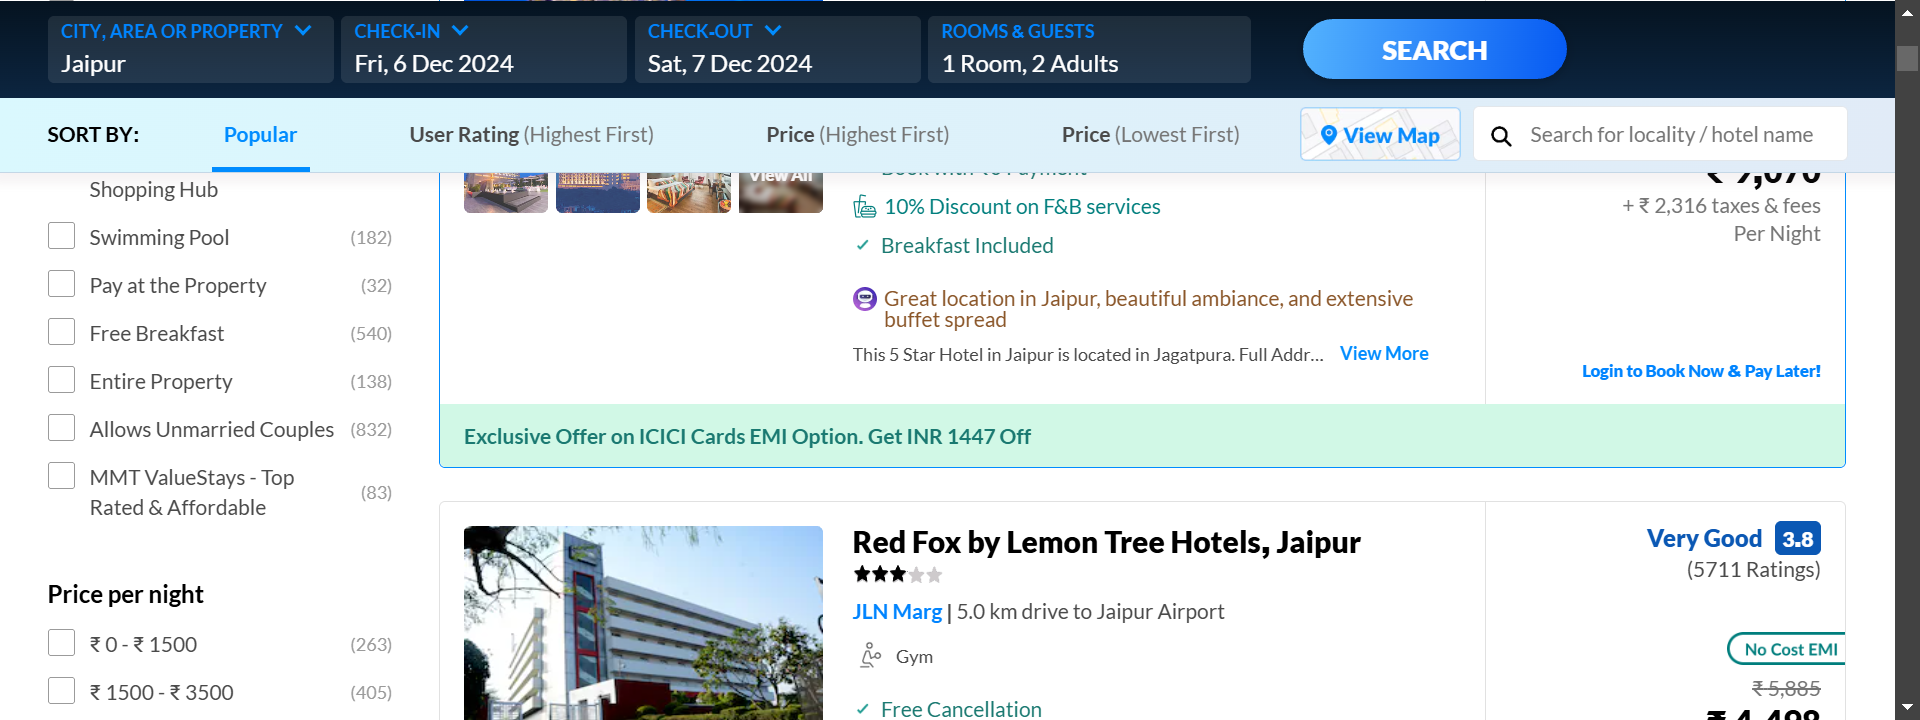 CITY, AREA OR PROPERTY
Jaipur
CHECK-IN
Fri, 6 Dec 2024
CHECK-OUT
Sat, 7 Dec 2024
ROOMS & GUESTS
1 Room, 2 Adults
SEARCH
SORT BY:
Popular
User Rating (Highest First)
Price (Highest First)
Price (Lowest First)
View Map
Search for locality / hotel name
Shopping Hub
Swimming Pool (182)
Pay at the Property (32)
Free Breakfast (540)
Entire Property (138)
Allows Unmarried Couples (832)
MMT ValueStays - Top
Rated & Affordable (83)
Price per night
₹ 0 - ₹ 1500 (263)
₹ 1500 - ₹ 3500 (405)
View All
10% Discount on F&B services
Breakfast Included
Great location in Jaipur, beautiful ambiance, and extensive
buffet spread
This 5 Star Hotel in Jaipur is located in Jagatpura. Full Addr... View More
+ ₹ 2,316 taxes & fees
Per Night
Login to Book Now & Pay Later!
Exclusive Offer on ICICI Cards EMI Option. Get INR 1447 Off
Red Fox by Lemon Tree Hotels, Jaipur
JLN Marg | 5.0 km drive to Jaipur Airport
Gym
Free Cancellation
Very Good 3.8
(5711 Ratings)
No Cost EMI
₹ 5,885